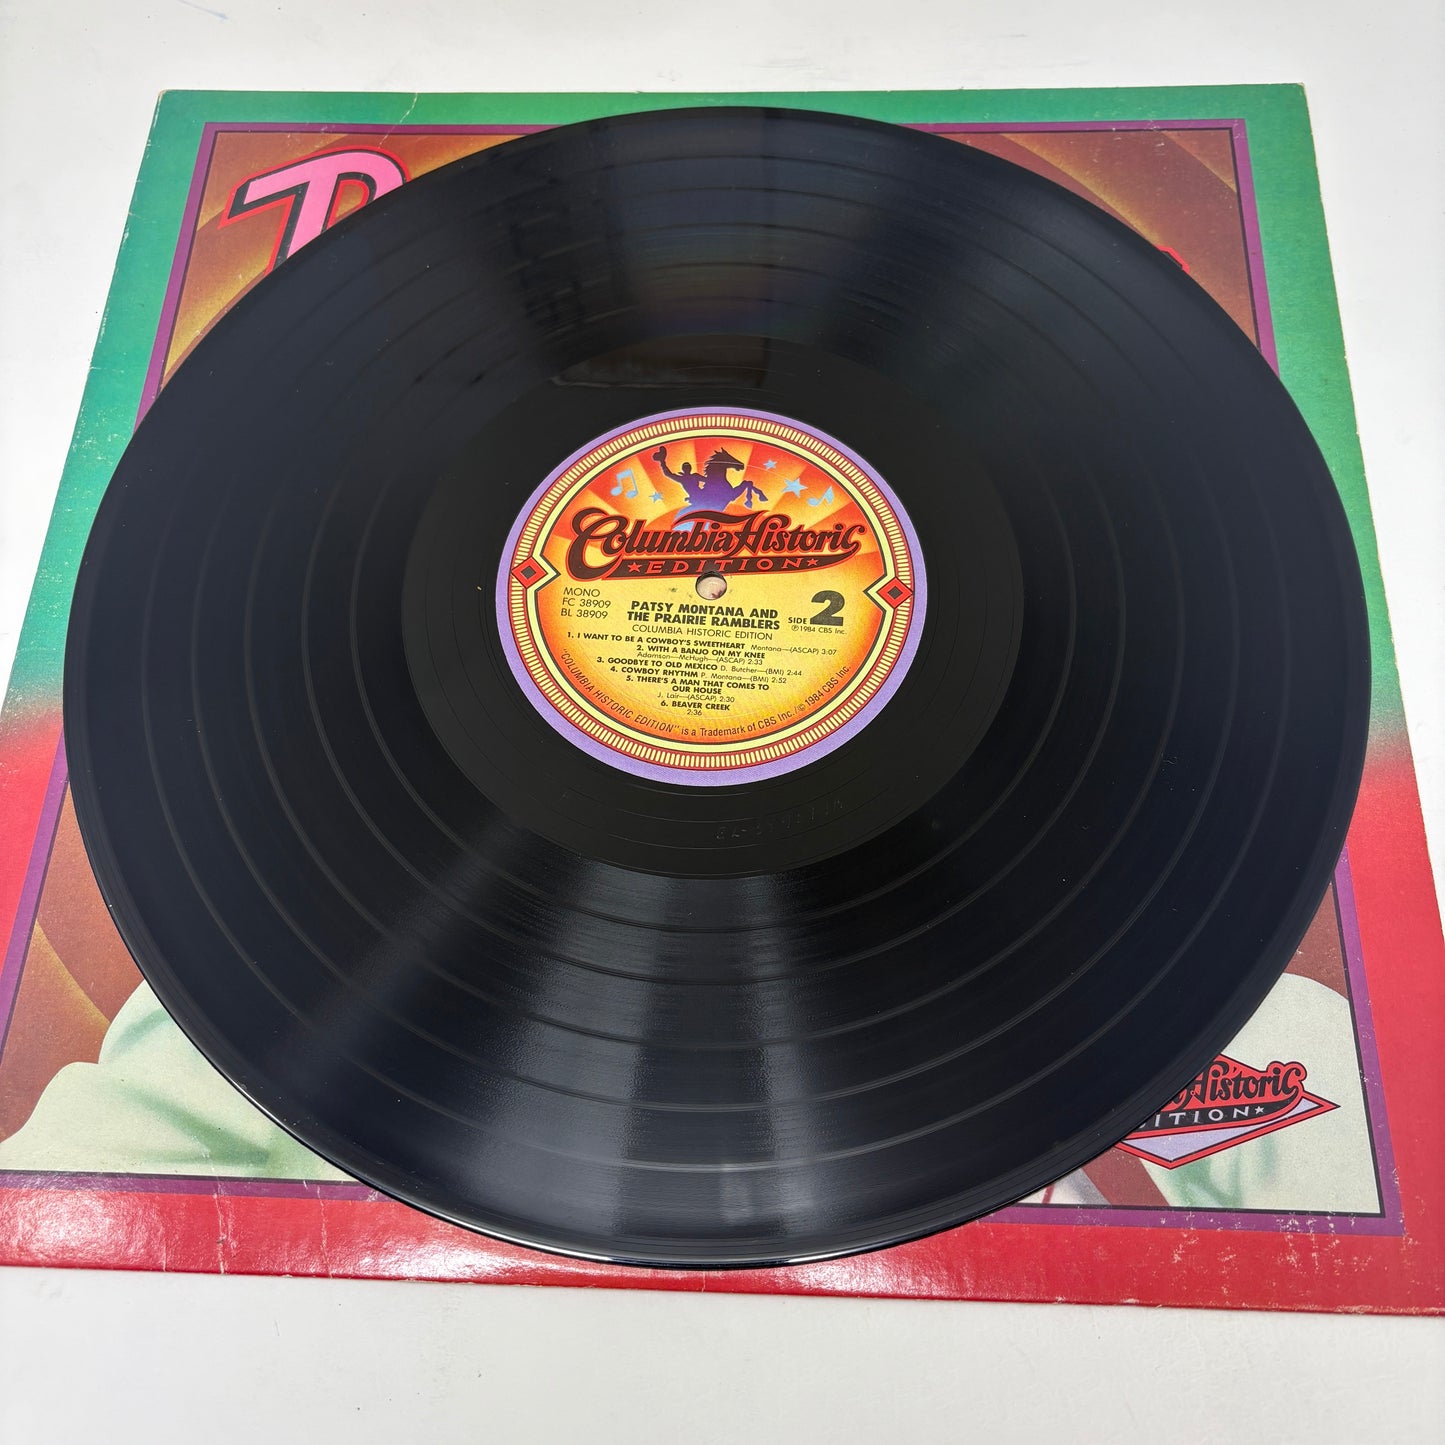 Columbia Historic
★EDITION★
MONO
FC 38909
BL 38909
PATSY MONTANA AND
THE PRAIRIE RAMBLERS
COLUMBIA HISTORIC EDITION
SIDE 2
℗1984 CBS Inc.
1. I WANT TO BE A COWBOY'S SWEETHEART Montana—(ASCAP) 3:07
2. WITH A BANJO ON MY KNEE
Adamson—McHugh—(ASCAP) 2:33
3. GOODBYE TO OLD MEXICO D. Butcher—(BMI) 2:44
4. COWBOY RHYTHM P. Montana—(BMI) 2:52
5. THERE'S A MAN THAT COMES TO
OUR HOUSE
J. Lair—(ASCAP) 2:30
6. BEAVER CREEK
2:36
"COLUMBIA HISTORIC EDITION" is a Trademark of CBS Inc./© 1984 CBS Inc.
P
Historic
ITION★